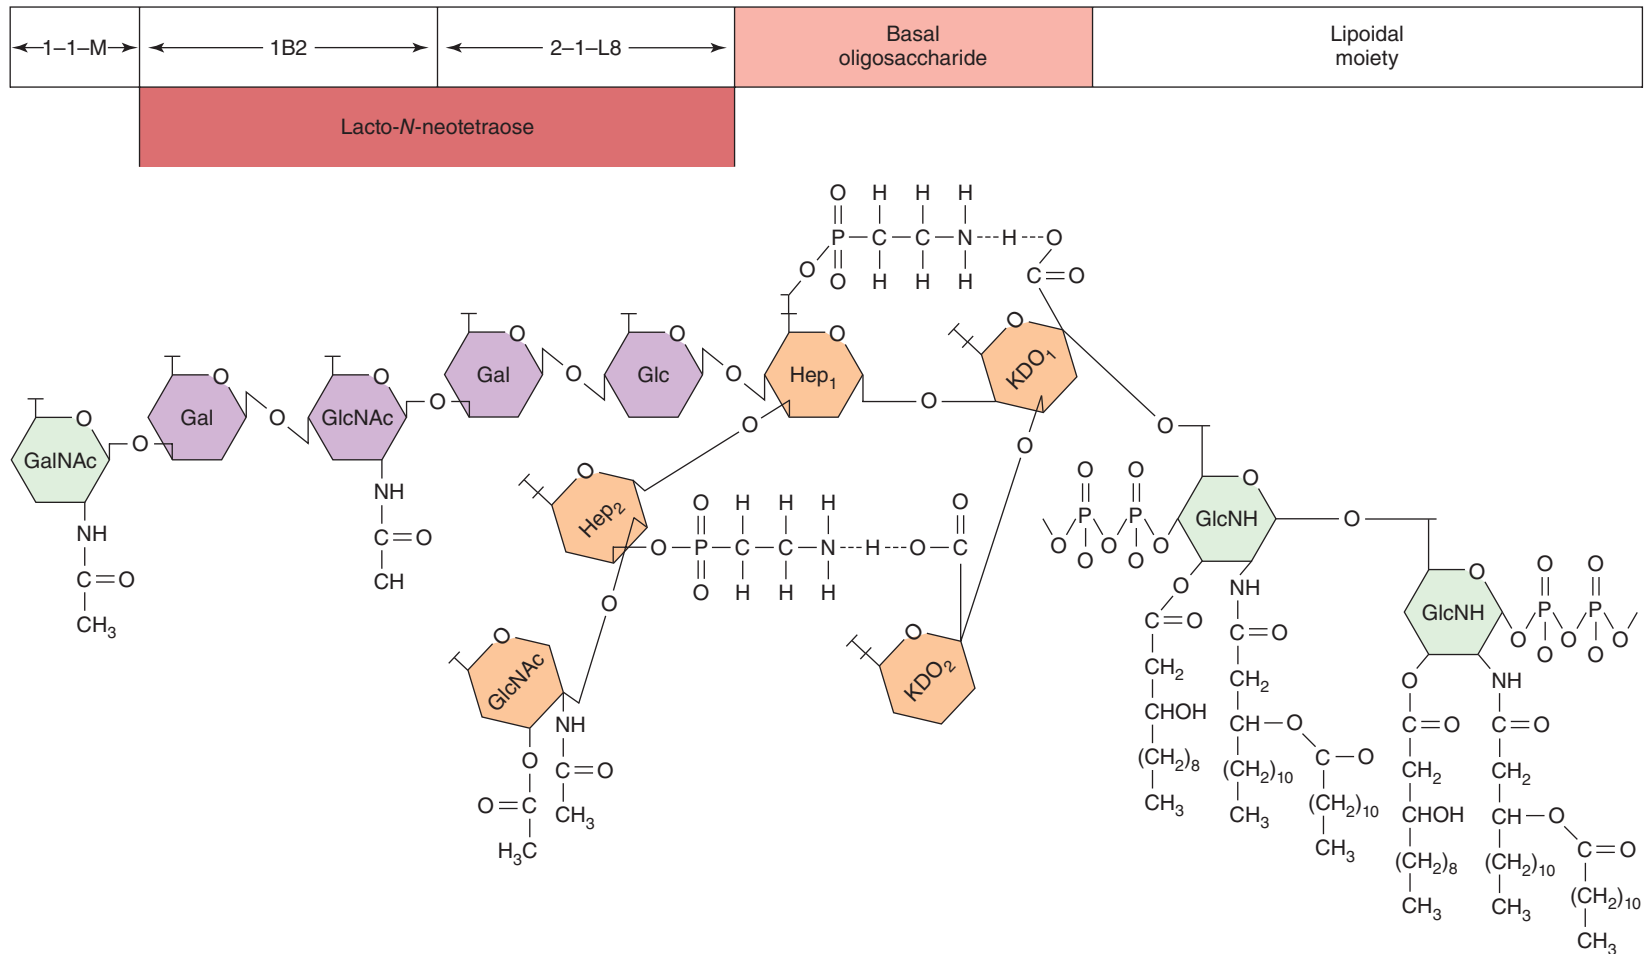 1–1–M
1B2
2–1–L8
Basal
oligosaccharide
Lipoidal
moiety
Lacto-N-neotetraose
O H H H
P C C N H O
O
O H H H
C O
O
O
O
O
O
KDO1
Gal
O
Glc
O
Hep1
O
O
Gal
O
GlcNAc
O
O
O
O
O
GalNAc
O
NH
C O
CH
NH
C O
CH3
O
Hep2
O H H H
O P C C N H O C
O H H H
O
O
O
O
KDO2
O
GlcNAc
NH
O
C O
CH3
O C
H3C
O O
P P
O O O O
O
GlcNH
O
O
NH
C O
CH2
CHOH
(CH2)8
CH3
C O
CH2
CH O
(CH2)10
CH3
C O
(CH2)10
CH3
O
GlcNH
O O
P P
O O O
O O
O
NH
C O
CH2
CHOH
(CH2)8
CH3
C O
CH2
CH O
(CH2)10
CH3
C O
(CH2)10
CH3